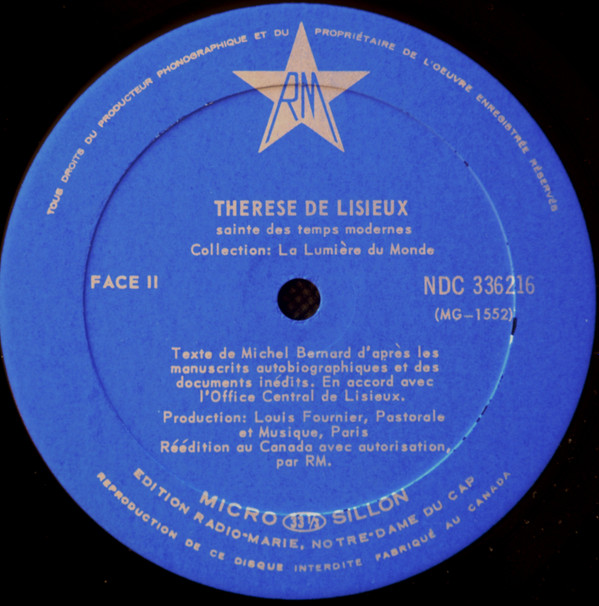 TOUS DROITS DU PRODUCTEUR PHONOGRAPHIQUE ET DU PROPRIÉTAIRE DE L'OEUVRE ENREGISTRÉE RÉSERVÉS
RM
THERESE DE LISIEUX
sainte des temps modernes
Collection: La Lumière du Monde
FACE II
NDC 336216
(MG-1552)
Texte de Michel Bernard d'après les
manuscrits autobiographiques et des
documents inédits. En accord avec
l'Office Central de Lisieux.
Production: Louis Fournier, Pastorale
et Musique, Paris
Réédition au Canada avec autorisation,
par RM.
MICRO 33 1/3 SILLON
EDITION RADIO-MARIE, NOTRE-DAME DU CAP
REPRODUCTION DE CE DISQUE INTERDITE FABRIQUÉ AU CANADA